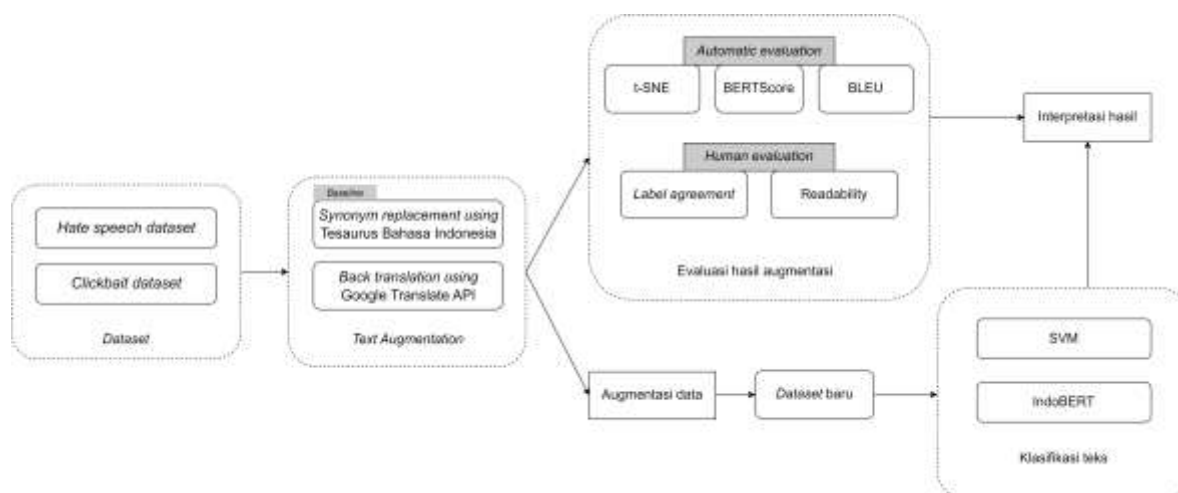 Hate speech dataset
Clickbait dataset
Dataset
Baseline
Synonym replacement using
Tesaurus Bahasa Indonesia
Back translation using
Google Translate API
Text Augmentation
Automatic evaluation
t-SNE
BERTScore
BLEU
Human evaluation
Label agreement
Readability
Evaluasi hasil augmentasi
Augmentasi data
Dataset baru
SVM
IndoBERT
Klasifikasi teks
Interpretasi hasil